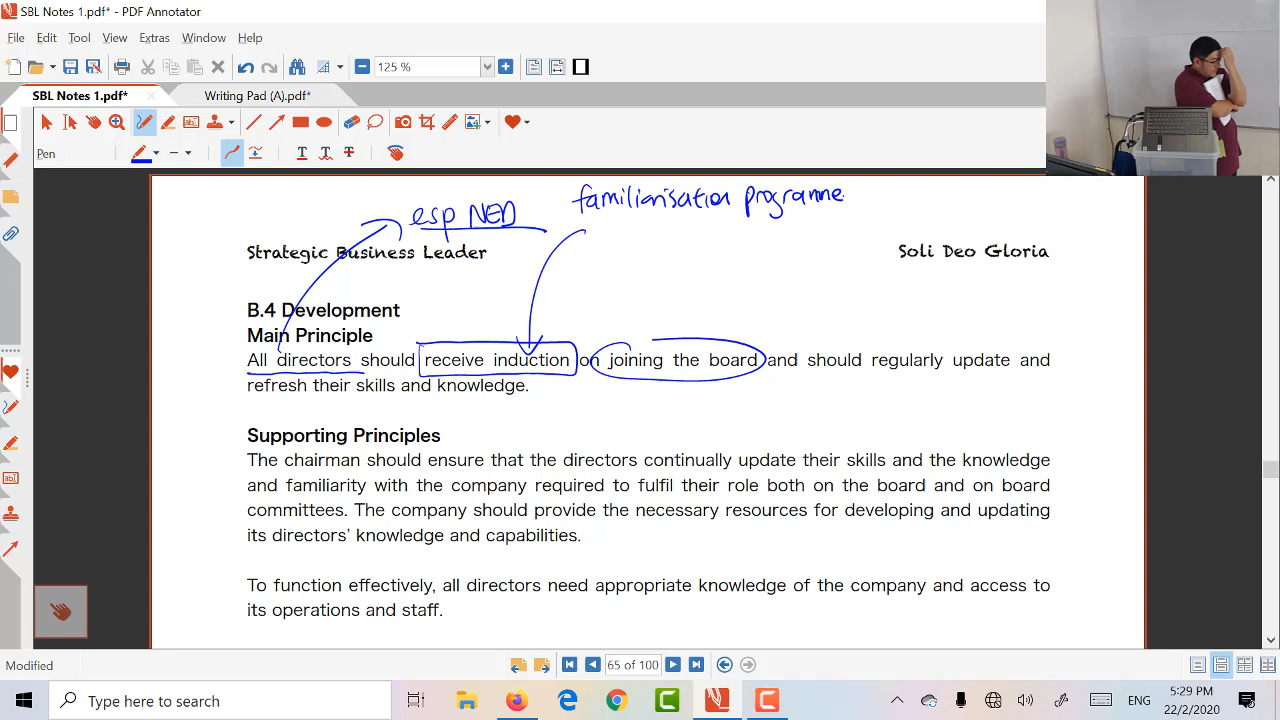 SBL Notes 1.pdf* - PDF Annotator
File Edit Tool View Extras Window Help
125 %
SBL Notes 1.pdf* Writing Pad (A).pdf*
Pen
esp NED
familiarisation programme
Strategic Business Leader Soli Deo Gloria
B.4 Development
Main Principle
All directors should receive induction on joining the board and should regularly update and
refresh their skills and knowledge.
Supporting Principles
The chairman should ensure that the directors continually update their skills and the knowledge
and familiarity with the company required to fulfil their role both on the board and on board
committees. The company should provide the necessary resources for developing and updating
its directors' knowledge and capabilities.
To function effectively, all directors need appropriate knowledge of the company and access to
its operations and staff.
Modified 65 of 100
Type here to search ENG 5:29 PM
22/2/2020